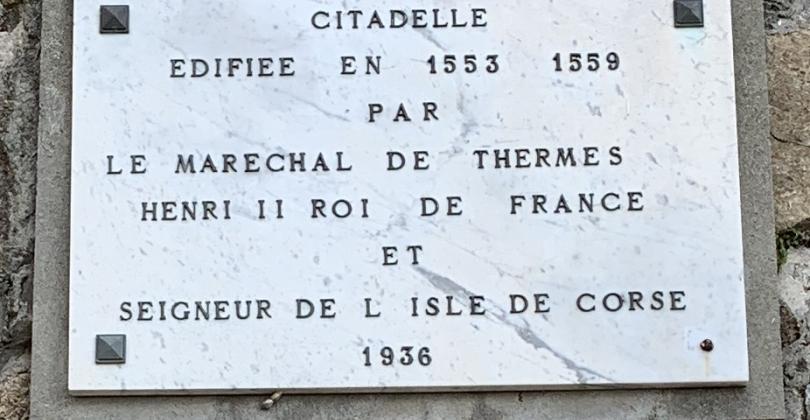 CITADELLE
EDIFIEE EN 1553 1559
PAR
LE MARECHAL DE THERMES
HENRI II ROI DE FRANCE
ET
SEIGNEUR DE L ISLE DE CORSE
1936